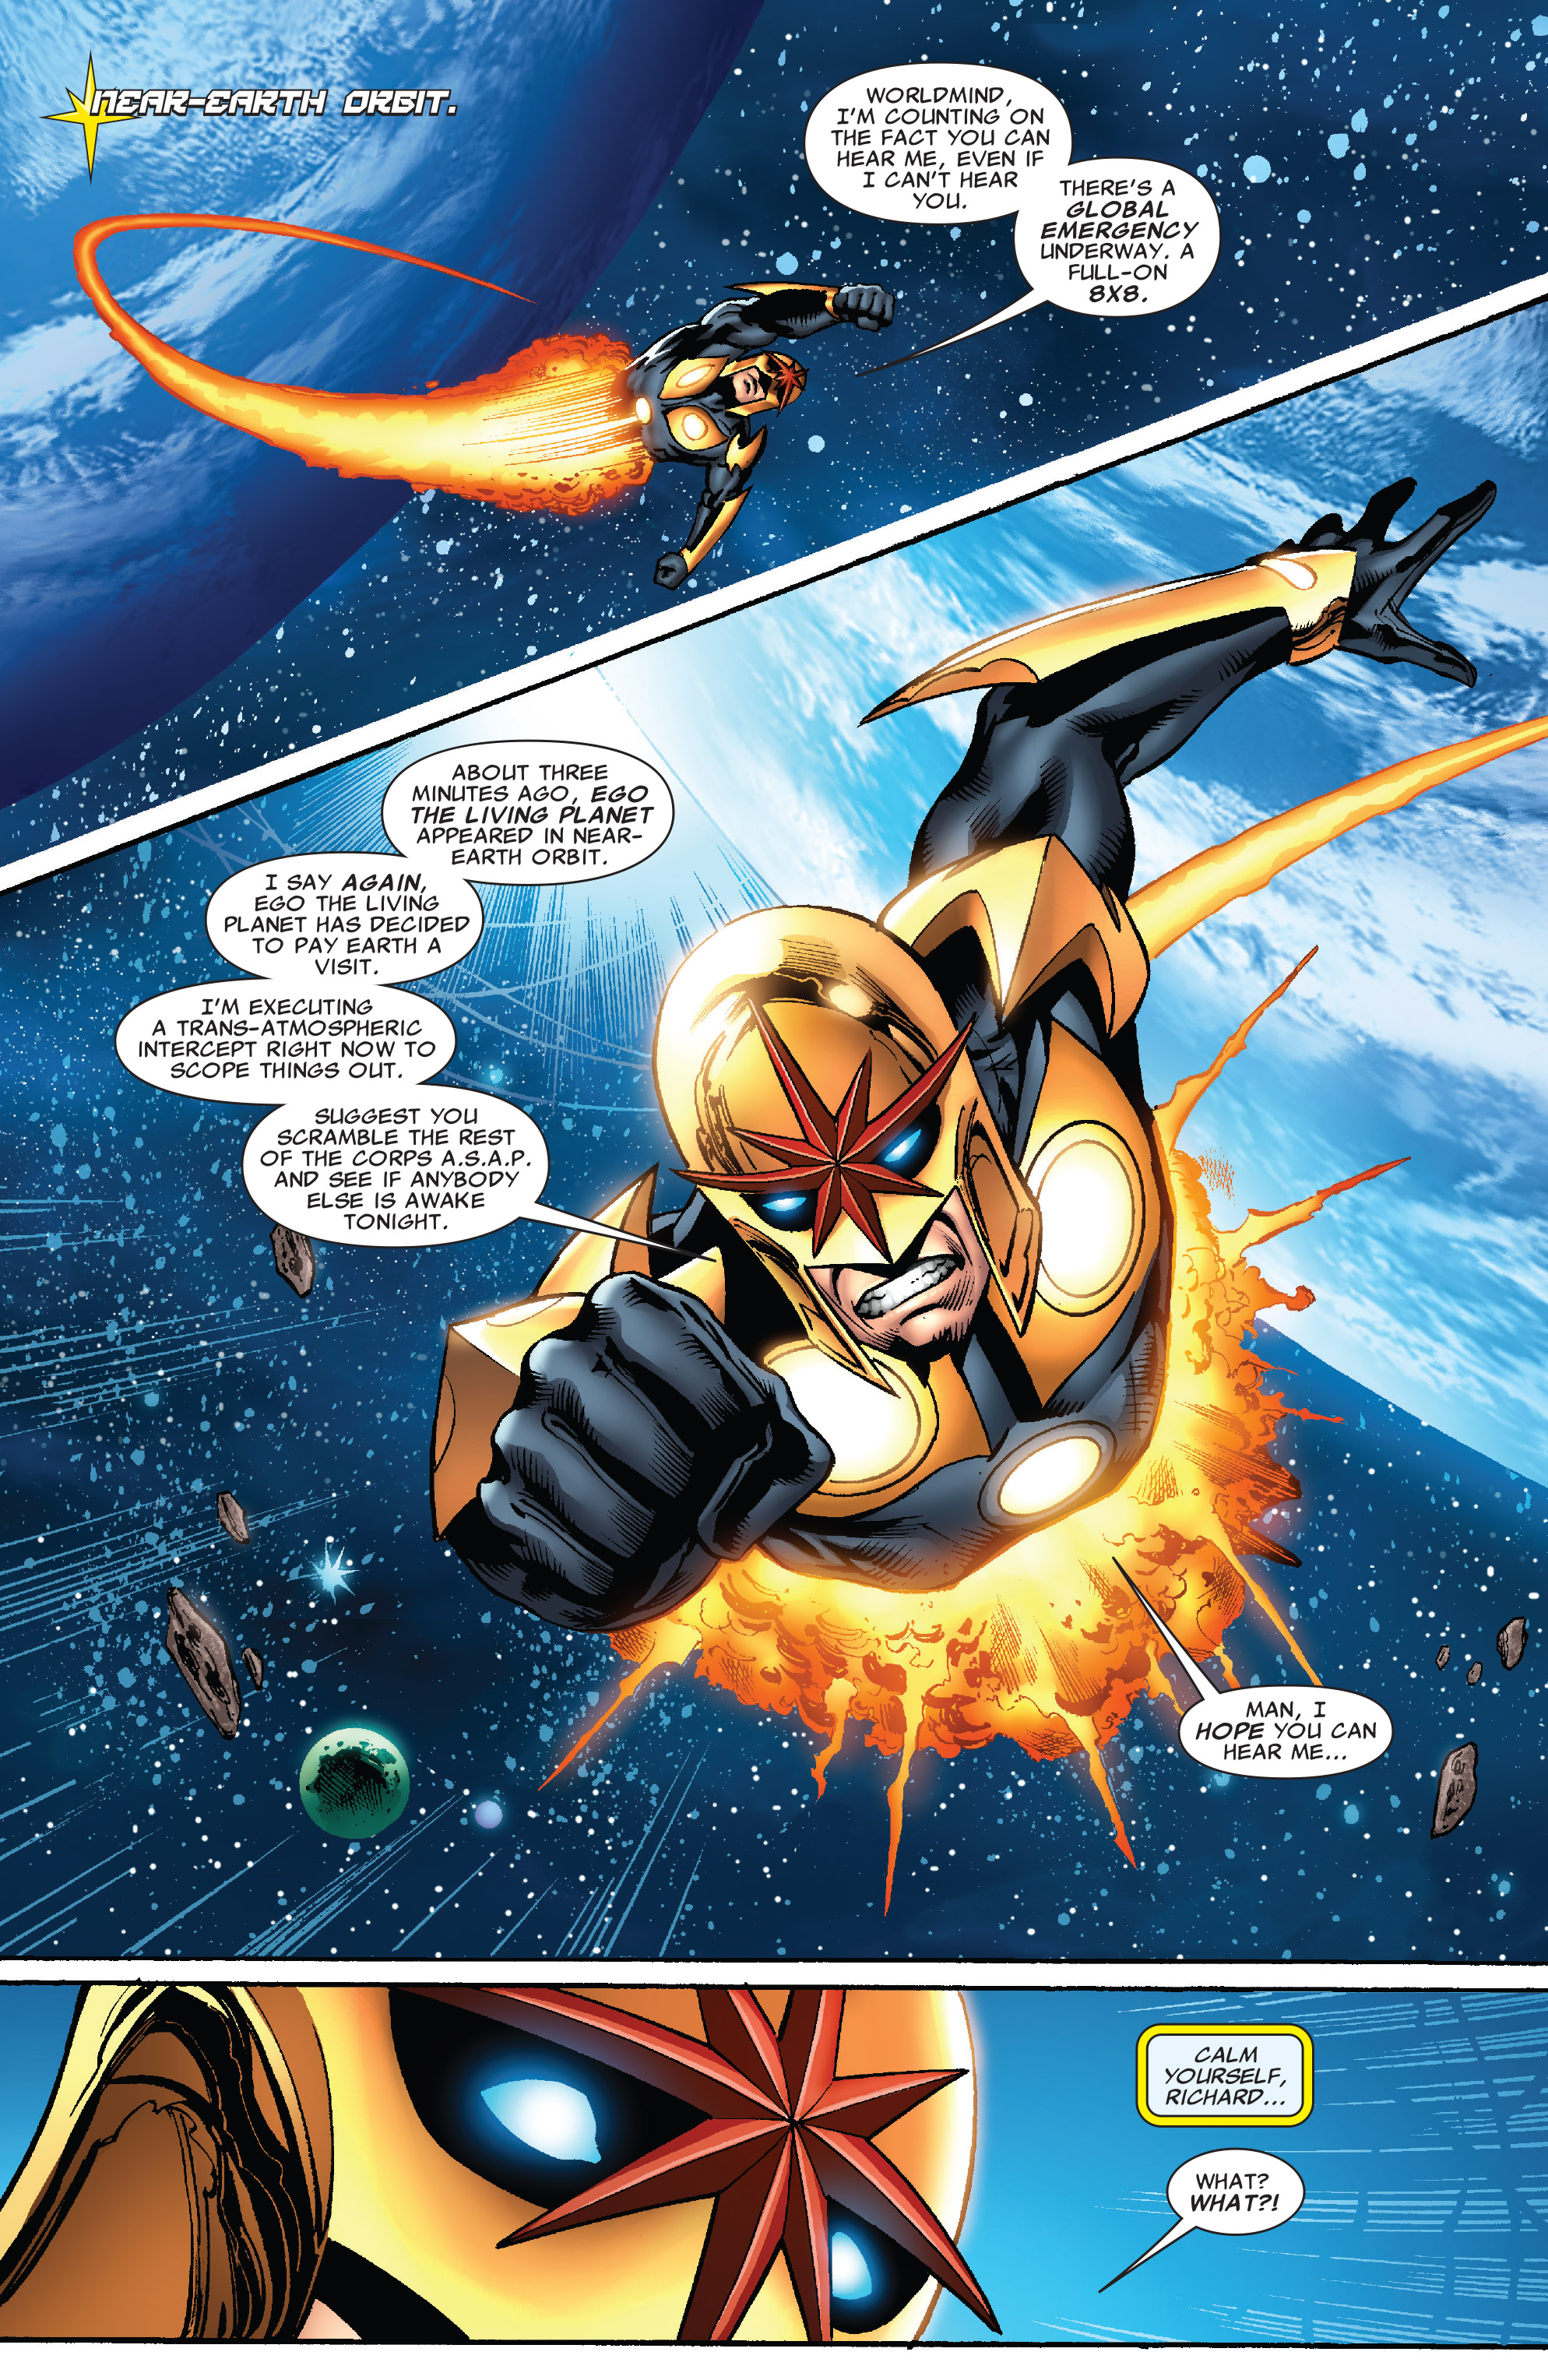 NEAR-EARTH ORBIT.
WORLDMIND,
I'M COUNTING ON
THE FACT YOU CAN
HEAR ME, EVEN IF
I CAN'T HEAR
YOU.
THERE'S A
GLOBAL
EMERGENCY
UNDERWAY. A
FULL-ON
8X8.
ABOUT THREE
MINUTES AGO, EGO
THE LIVING PLANET
APPEARED IN NEAR-
EARTH ORBIT.
I SAY AGAIN,
EGO THE LIVING
PLANET HAS DECIDED
TO PAY EARTH A
VISIT.
I'M EXECUTING
A TRANS-ATMOSPHERIC
INTERCEPT RIGHT NOW TO
SCOPE THINGS OUT.
SUGGEST YOU
SCRAMBLE THE REST
OF THE CORPS A.S.A.P.
AND SEE IF ANYBODY
ELSE IS AWAKE
TONIGHT.
MAN, I
HOPE YOU CAN
HEAR ME...
CALM
YOURSELF,
RICHARD...
WHAT?
WHAT?!